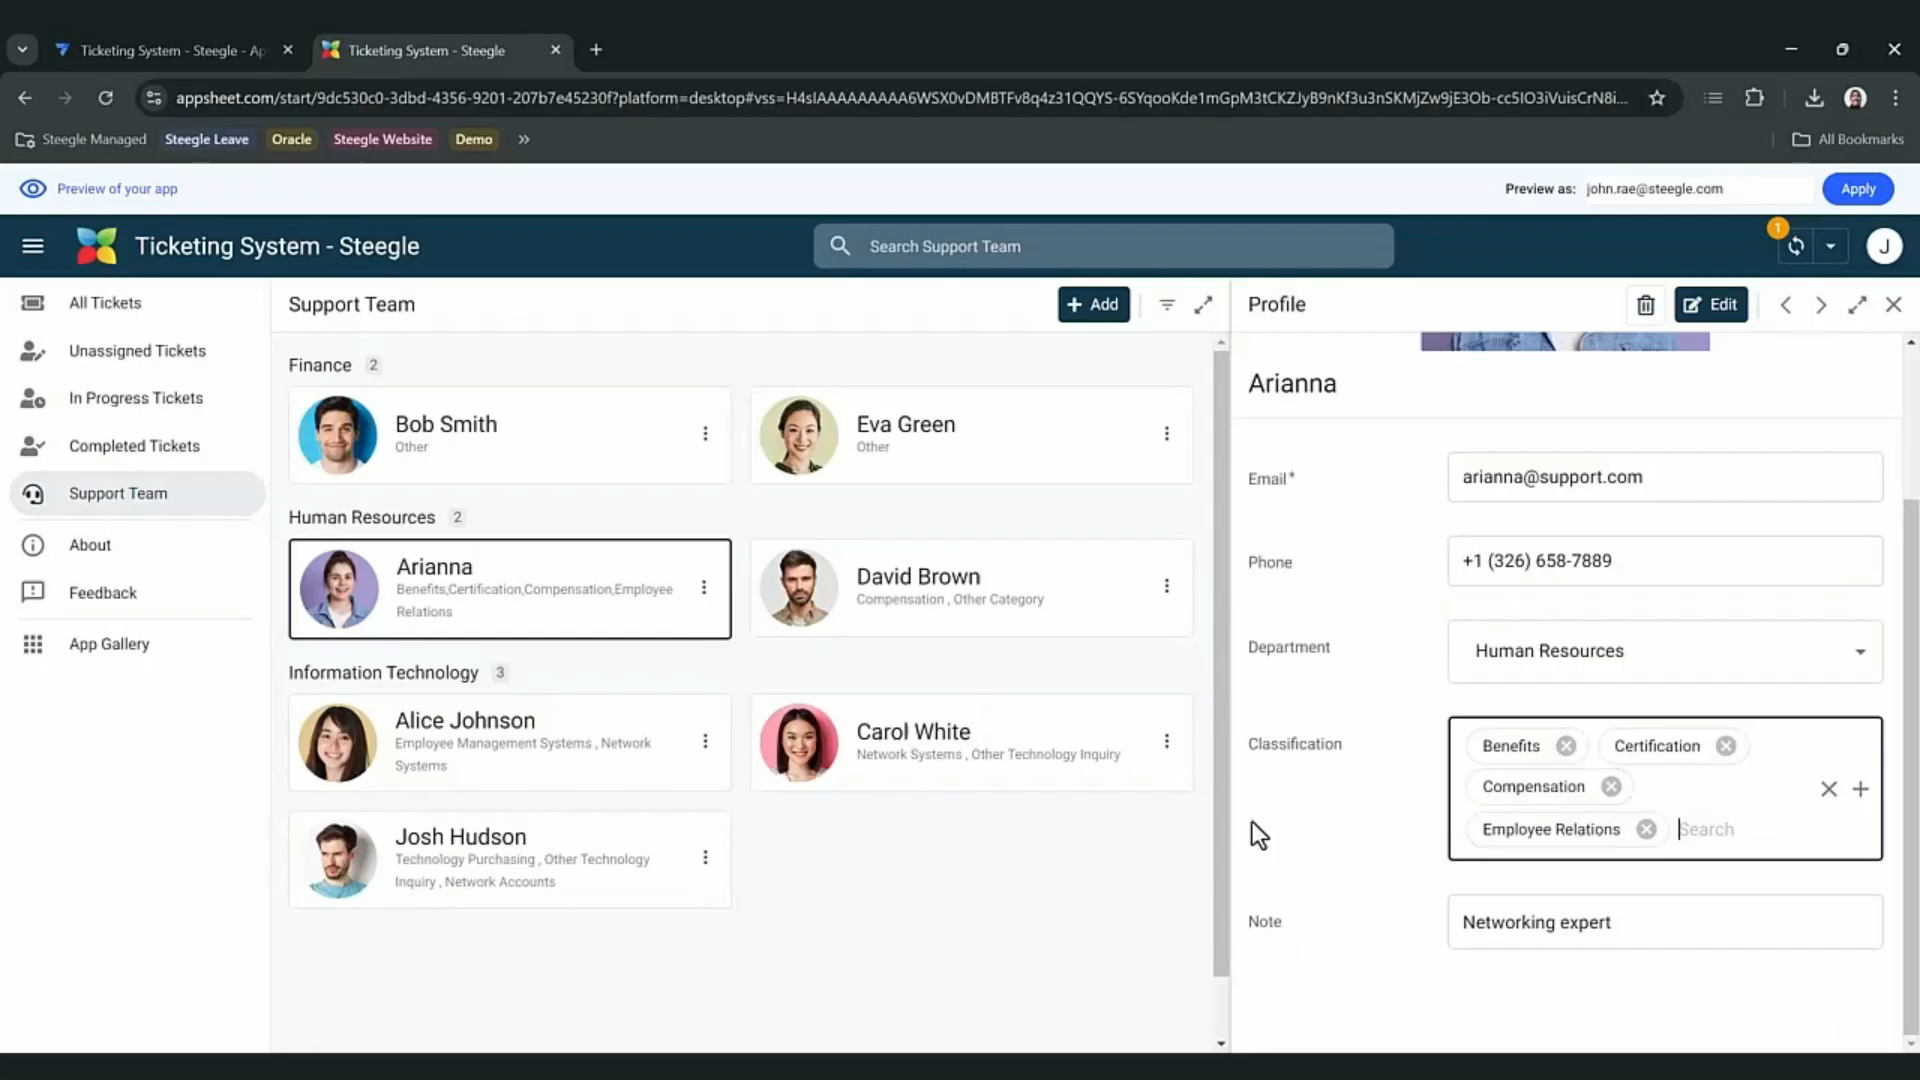 Ticketing System - Steegle - Ap
Ticketing System - Steegle
appsheet.com/start/9dc530c0-3dbd-4356-9201-207b7e45230f?platform=desktop#vss=H4sIAAAAAAAAA6WSX0vDMBTFv8q4z31QQYS-6SYqooKde1mGpM3tCKZJyB9nKf3u3nSKMjZw9jE3Ob-cc5IO3iVuisCrN8i...
Steegle Managed
Steegle Leave
Oracle
Steegle Website
Demo
All Bookmarks
Preview of your app
Preview as:
john.rae@steegle.com
Apply
Ticketing System - Steegle
Search Support Team
1
J
All Tickets
Unassigned Tickets
In Progress Tickets
Completed Tickets
Support Team
About
Feedback
App Gallery
Support Team
+ Add
Finance 2
Bob Smith
Other
Eva Green
Other
Human Resources 2
Arianna
Benefits,Certification,Compensation,Employee
Relations
David Brown
Compensation , Other Category
Information Technology 3
Alice Johnson
Employee Management Systems , Network
Systems
Carol White
Network Systems , Other Technology Inquiry
Josh Hudson
Technology Purchasing , Other Technology
Inquiry , Network Accounts
Profile
Edit
Arianna
Email*
arianna@support.com
Phone
+1 (326) 658-7889
Department
Human Resources
Classification
Benefits
Certification
Compensation
Employee Relations
Search
Note
Networking expert